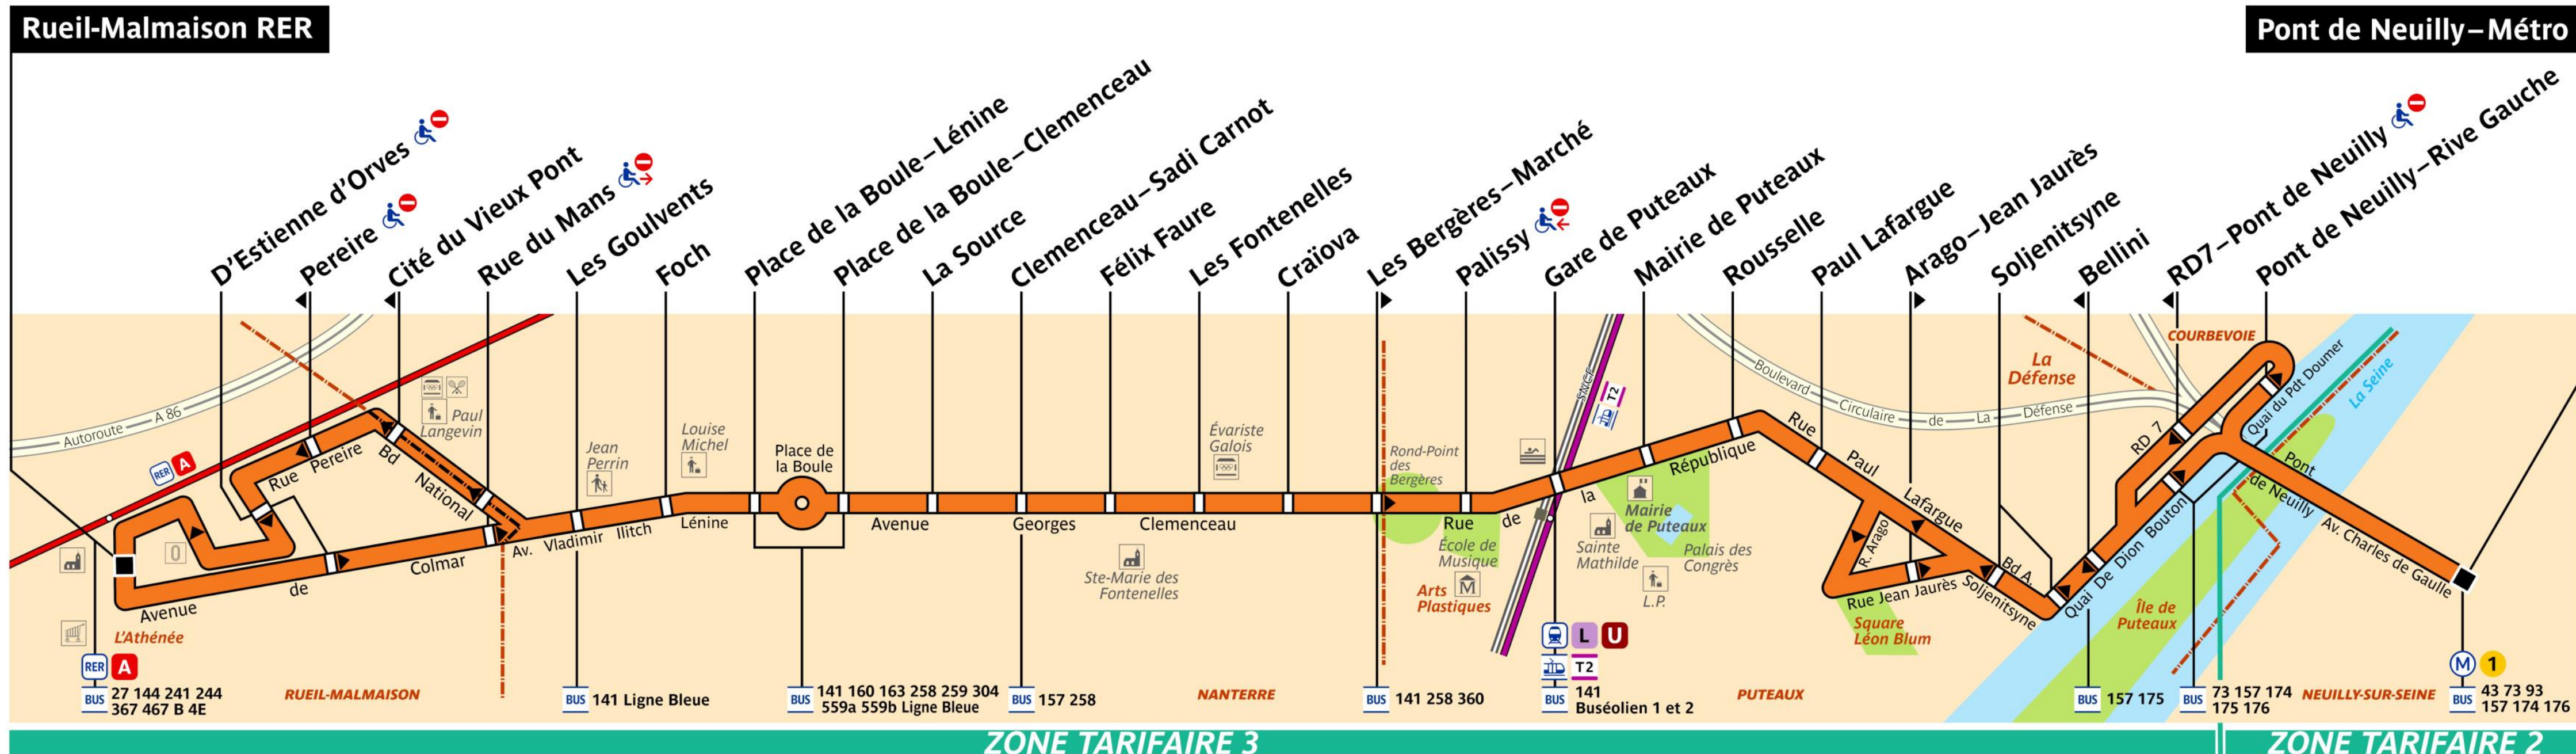 Rueil-Malmaison RER
Pont de Neuilly–Métro
D'Estienne d'Orves
Pereire
Cité du Vieux Pont
Rue du Mans
Les Goulvents
Foch
Place de la Boule–Lénine
Place de la Boule–Clemenceau
La Source
Clemenceau–Sadi Carnot
Félix Faure
Les Fontenelles
Craïova
Les Bergères–Marché
Palissy
Gare de Puteaux
Mairie de Puteaux
Rousselle
Paul Lafargue
Arago–Jean Jaurès
Soljenitsyne
Bellini
RD7–Pont de Neuilly
Pont de Neuilly–Rive Gauche
Autoroute A 86
RER A
Rue Pereire
Bd National
Paul
Langevin
Avenue de Colmar
L'Athénée
Av. Vladimir Ilitch Lénine
Jean
Perrin
Louise
Michel
Place de
la Boule
Avenue Georges Clemenceau
Ste-Marie des
Fontenelles
Évariste
Galois
Rond-Point
des
Bergères
Rue de la République
École de
Musique
Arts
Plastiques
M
SNCF
T2
Sainte
Mathilde
Mairie
de Puteaux
Palais des
Congrès
L.P.
Boulevard Circulaire de La Défense
Rue Paul Lafargue
R. Arago
Rue Jean Jaurès
Square
Léon Blum
Bd A. Soljenitsyne
La
Défense
COURBEVOIE
RD 7
Quai De Dion Bouton
Quai du Pdt Doumer
La Seine
Pont
de Neuilly
Av. Charles de Gaulle
Île de
Puteaux
RER A
BUS 27 144 241 244
367 467 B 4E
RUEIL-MALMAISON
BUS 141 Ligne Bleue
BUS 141 160 163 258 259 304
559a 559b Ligne Bleue
BUS 157 258
NANTERRE
BUS 141 258 360
L U
T2
BUS 141
Buséolien 1 et 2
PUTEAUX
BUS 157 175
BUS 73 157 174
175 176
NEUILLY-SUR-SEINE
M 1
BUS 43 73 93
157 174 176
ZONE TARIFAIRE 3
ZONE TARIFAIRE 2